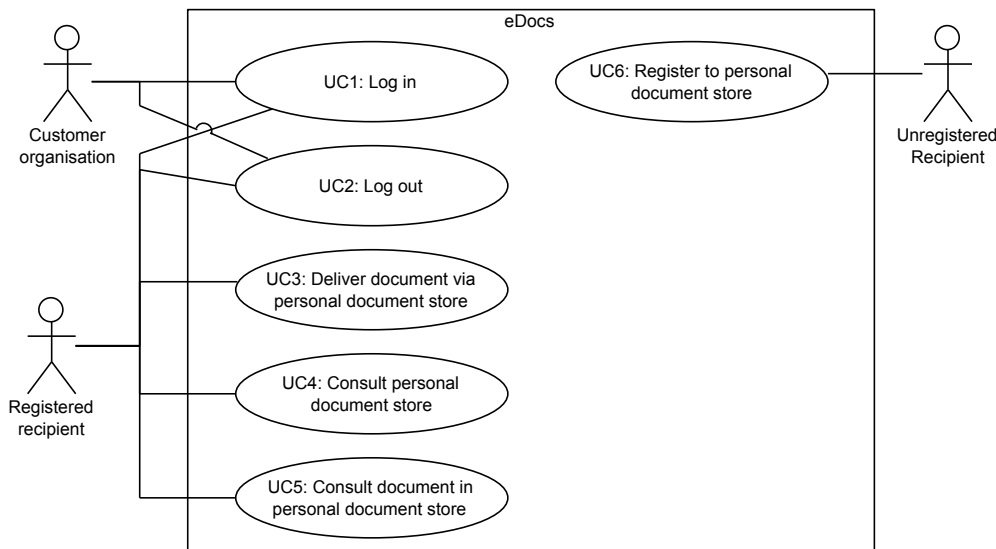 eDocs
UC1: Log in
UC6: Register to personal
document store
Customer
organisation
Unregistered
Recipient
UC2: Log out
UC3: Deliver document via
personal document store
UC4: Consult personal
document store
Registered
recipient
UC5: Consult document in
personal document store